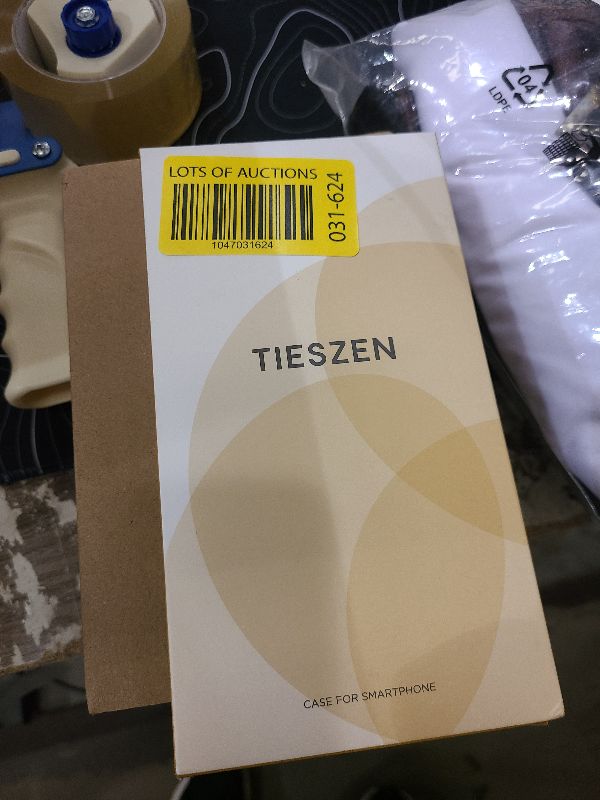 LOTS OF AUCTIONS
1047031624
031-624
TIESZEN
CASE FOR SMARTPHONE
04
LDPE